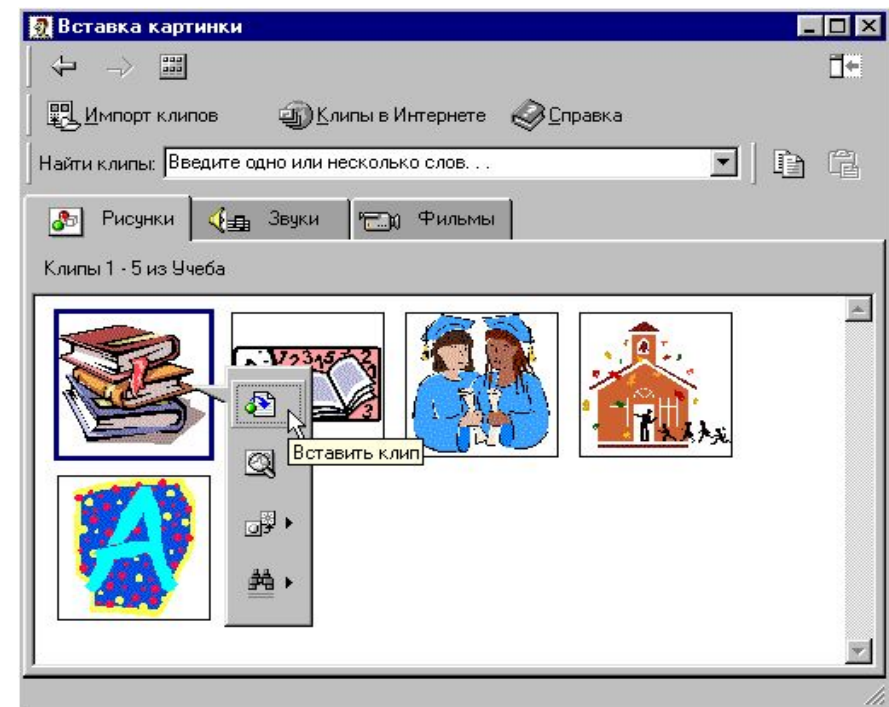 Вставка картинки
Импорт клипов Клипы в Интернете Справка
Найти клипы: Введите одно или несколько слов. . .
Рисунки Звуки Фильмы
Клипы 1 - 5 из Учеба
Вставить клип
A